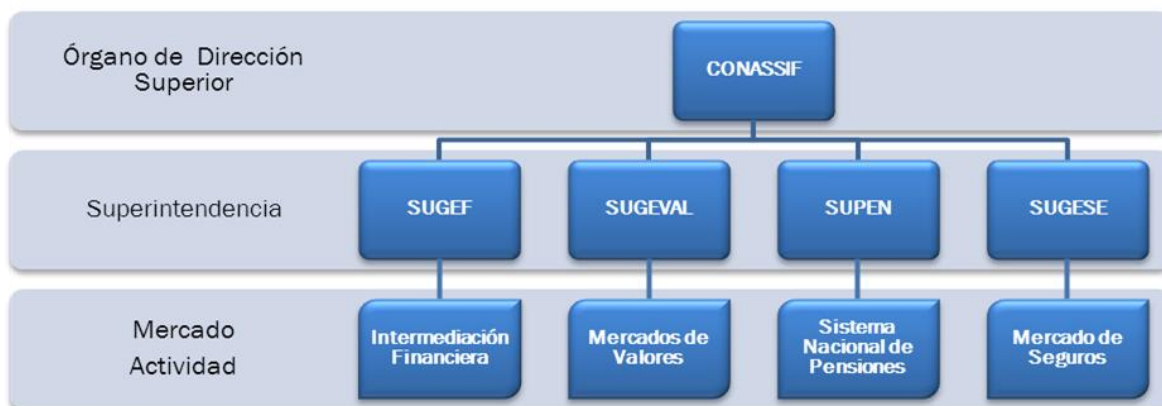 Órgano de Dirección
Superior
CONASSIF
Superintendencia
SUGEF
SUGEVAL
SUPEN
SUGESE
Mercado
Actividad
Intermediación
Financiera
Mercados de
Valores
Sistema
Nacional de
Pensiones
Mercado de
Seguros